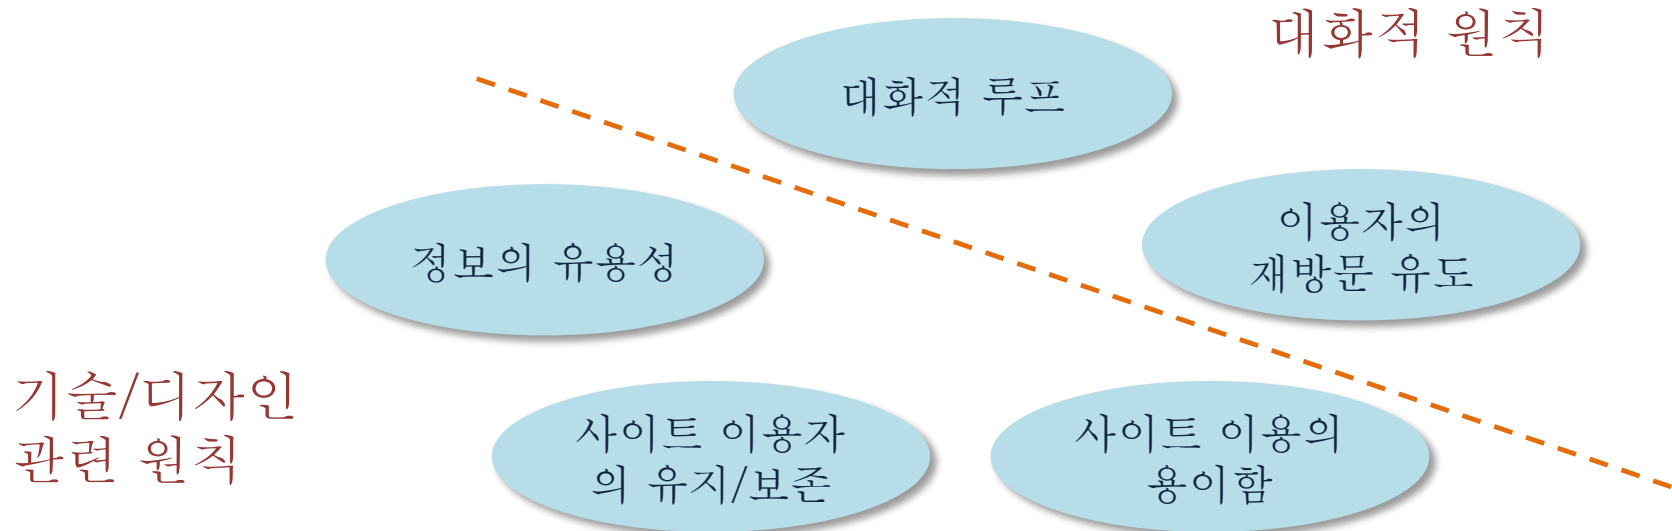 대화적 원칙
대화적 루프
정보의 유용성
이용자의
재방문 유도
기술/디자인
관련 원칙
사이트 이용자
의 유지/보존
사이트 이용의
용이함